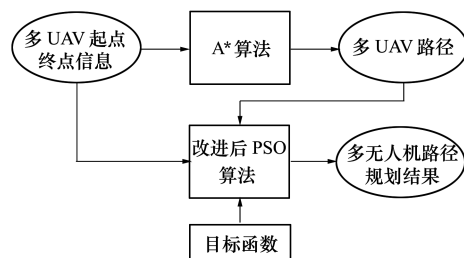 多 UAV 起点
终点信息
A* 算法
多 UAV 路径
改进后 PSO
算法
多无人机路径
规划结果
目标函数